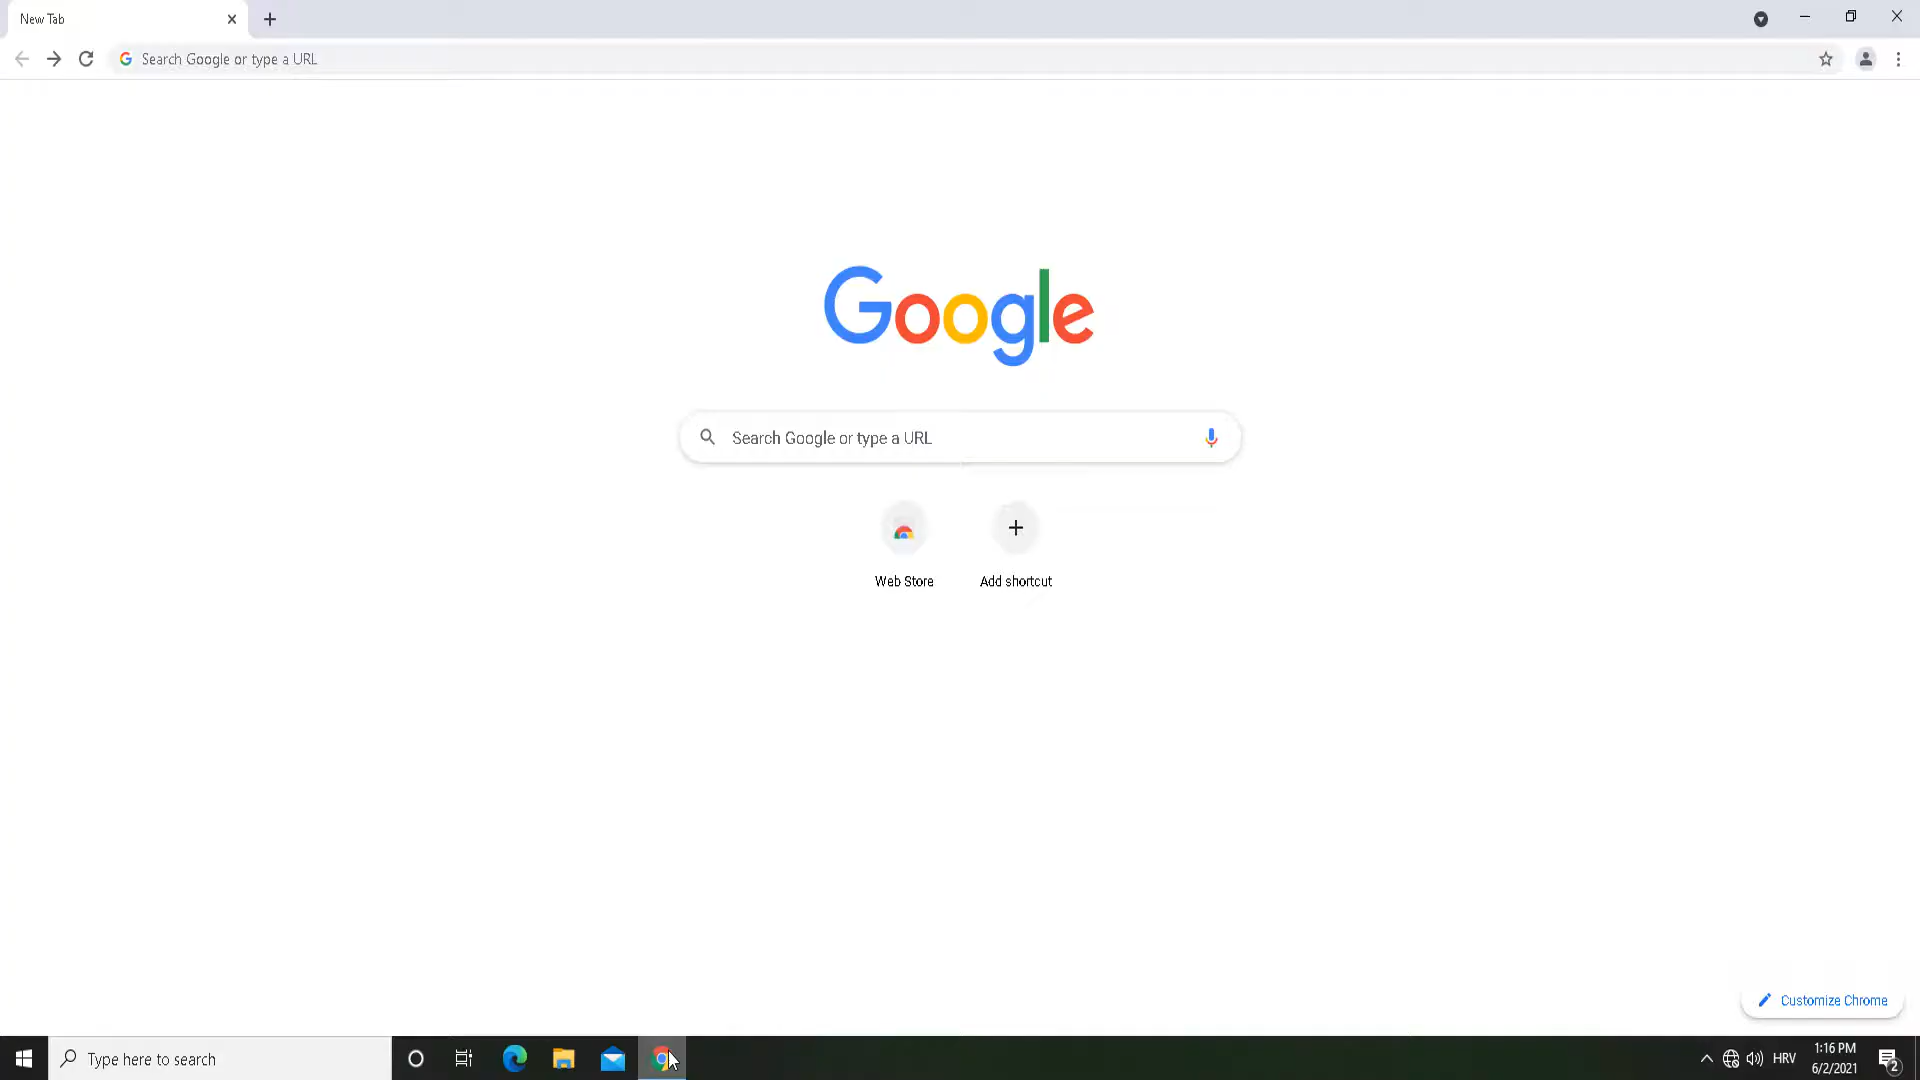 New Tab
Search Google or type a URL
Google
Search Google or type a URL
Web Store
Add shortcut
Customize Chrome
Type here to search
HRV
1:16 PM
6/2/2021
2